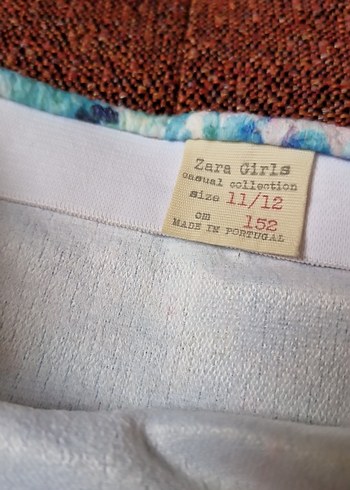 Zara Girls
casual collection
size 11/12
cm 152
MADE IN PORTUGAL